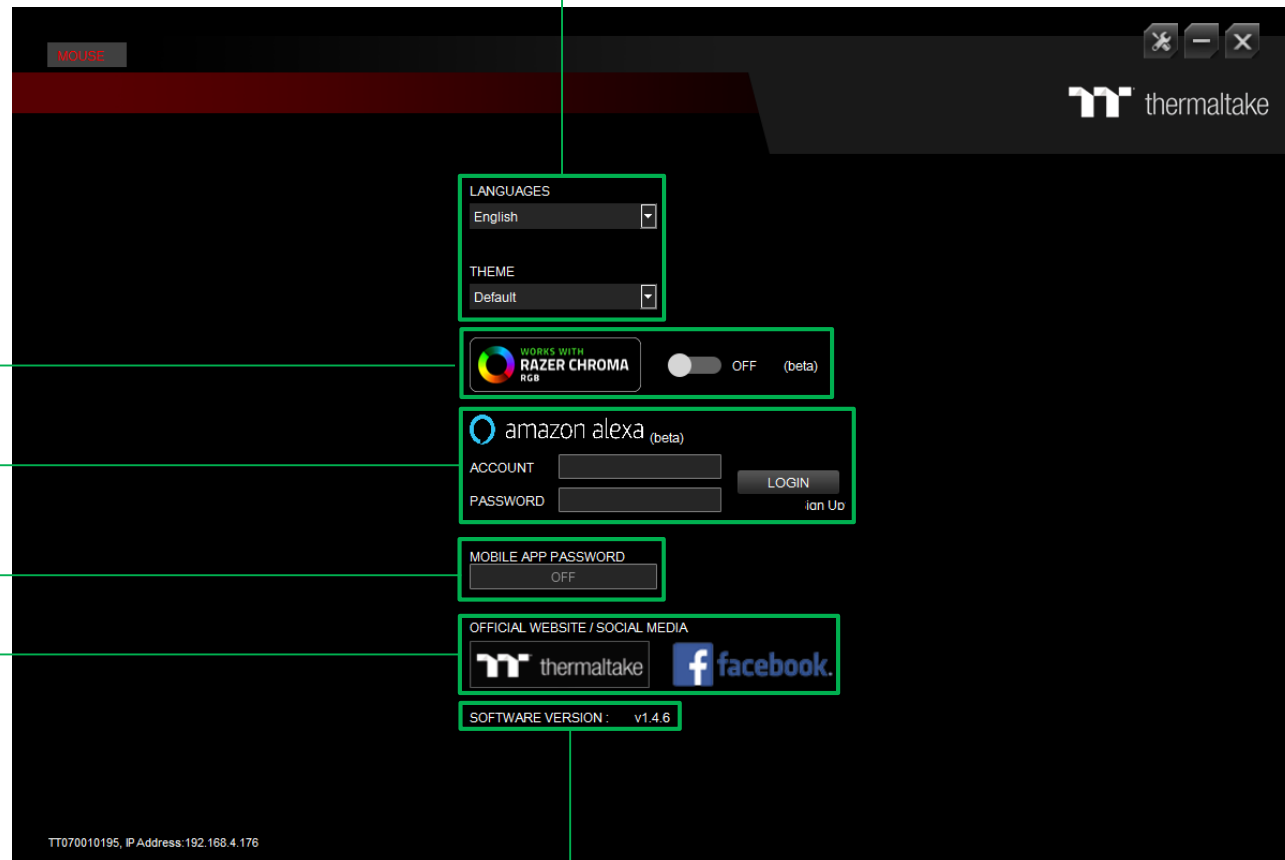 MOUSE
thermaltake
LANGUAGES
English
THEME
Default
WORKS WITH
RAZER CHROMA
RGB
OFF (beta)
amazon alexa (beta)
ACCOUNT
LOGIN
PASSWORD
ign Up
MOBILE APP PASSWORD
OFF
OFFICIAL WEBSITE / SOCIAL MEDIA
thermaltake
facebook.
SOFTWARE VERSION : v1.4.6
TT070010195, IP Address:192.168.4.176